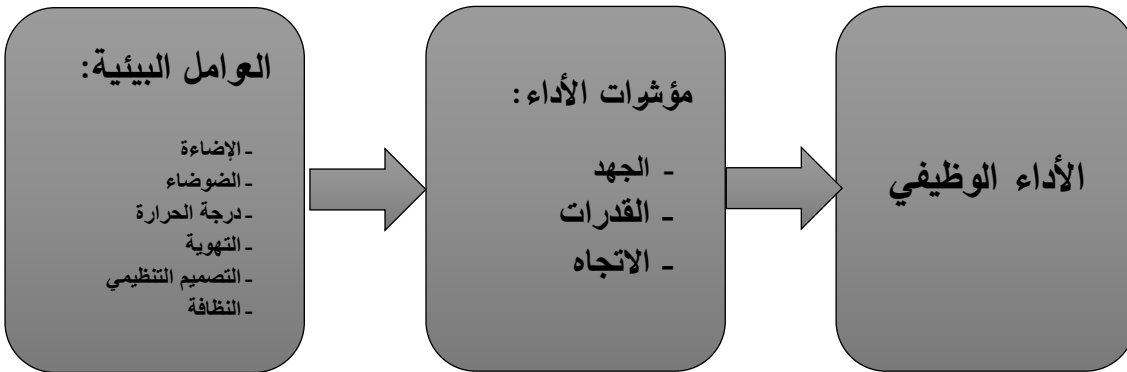 العوامل البيئية:
- الإضاءة
- الضوضاء
- درجة الحرارة
- التهوية
- التصميم التنظيمي
- النظافة
مؤشرات الأداء:
- الجهد
- القدرات
- الاتجاه
الأداء الوظيفي